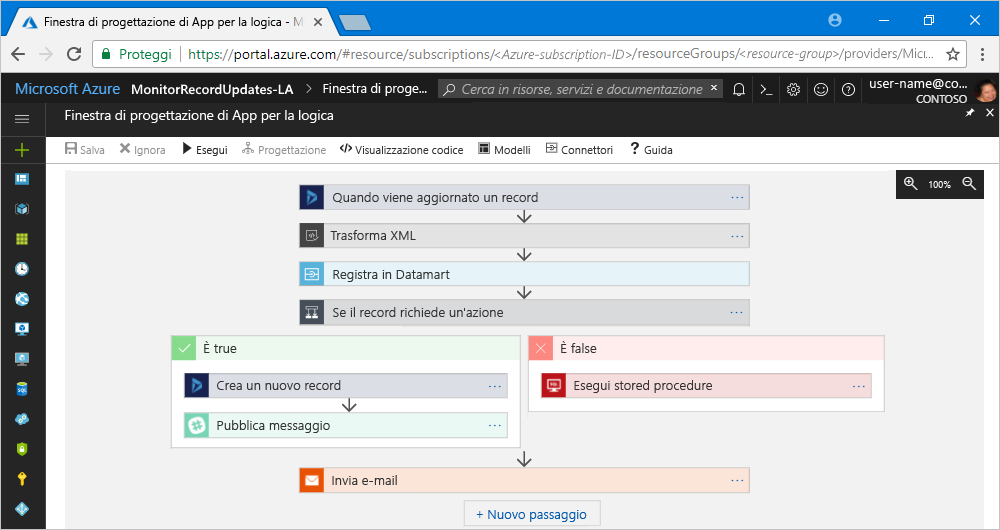 Finestra di progettazione di App per la logica - M
Proteggi https://portal.azure.com/#resource/subscriptions/<Azure-subscription-ID>/resourceGroups/<resource-group>/providers/Micr
Microsoft Azure MonitorRecordUpdates-LA Finestra di proge... Cerca in risorse, servizi e documentazione user-name@co...
CONTOSO
Finestra di progettazione di App per la logica
Salva Ignora Esegui Progettazione Visualizzazione codice Modelli Connettori Guida
100%
Quando viene aggiornato un record ...
Trasforma XML ...
Registra in Datamart
Se il record richiede un'azione ...
È true
È false
Crea un nuovo record ...
Esegui stored procedure ...
Pubblica messaggio ...
Invia e-mail ...
+ Nuovo passaggio